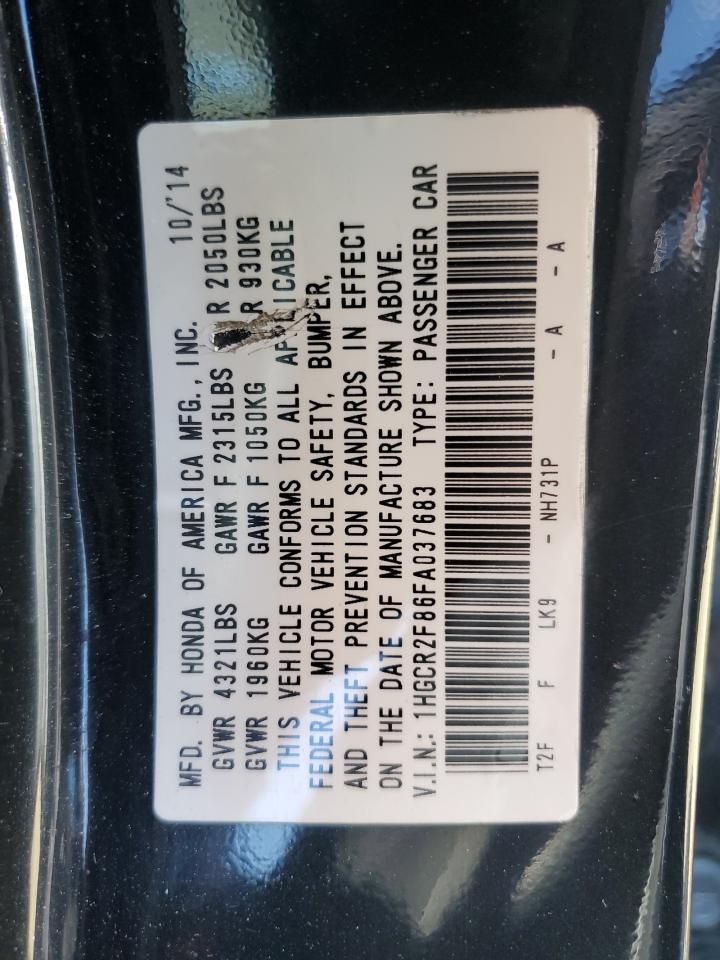 MFD. BY HONDA OF AMERICA MFG., INC. 10/'14
GVWR 4321LBS GAWR F 2315LBS R 2050LBS
GVWR 1960KG GAWR F 1050KG R 930KG
THIS VEHICLE CONFORMS TO ALL APPLICABLE
FEDERAL MOTOR VEHICLE SAFETY, BUMPER,
AND THEFT PREVENTION STANDARDS IN EFFECT
ON THE DATE OF MANUFACTURE SHOWN ABOVE.
V.I.N.: 1HGCR2F86FA037683 TYPE: PASSENGER CAR
T2F F LK9 - NH731P - A - A